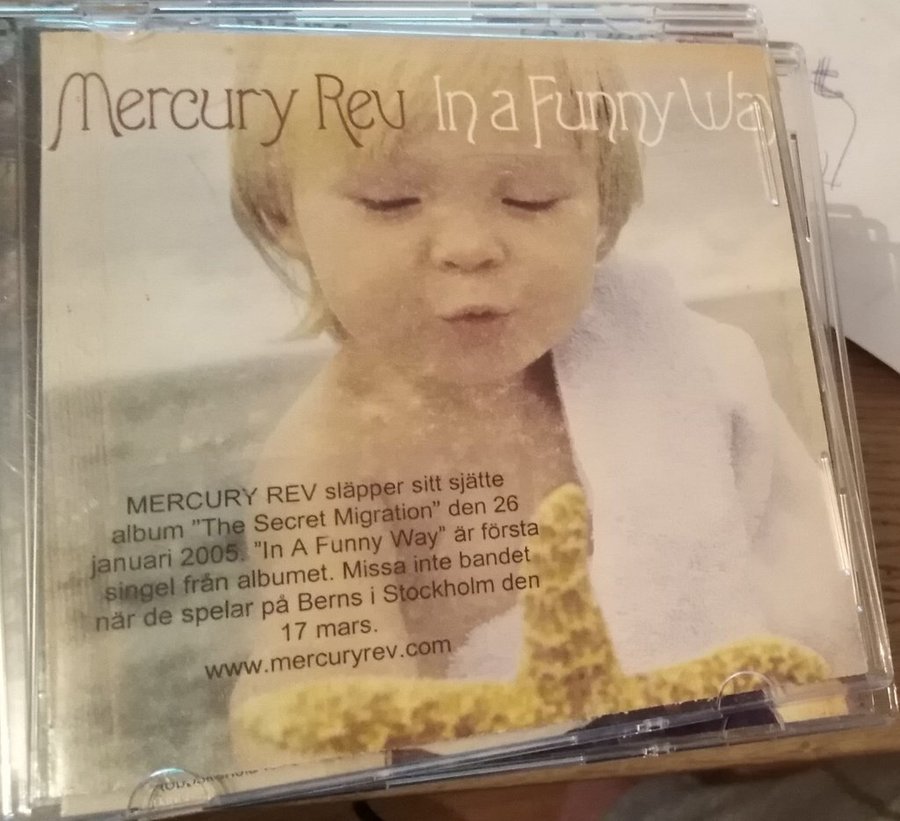 Mercury Rev In a Funny Way
MERCURY REV släpper sitt sjätte
album "The Secret Migration" den 26
januari 2005. "In A Funny Way" är första
singel från albumet. Missa inte bandet
när de spelar på Berns i Stockholm den
17 mars.
www.mercuryrev.com